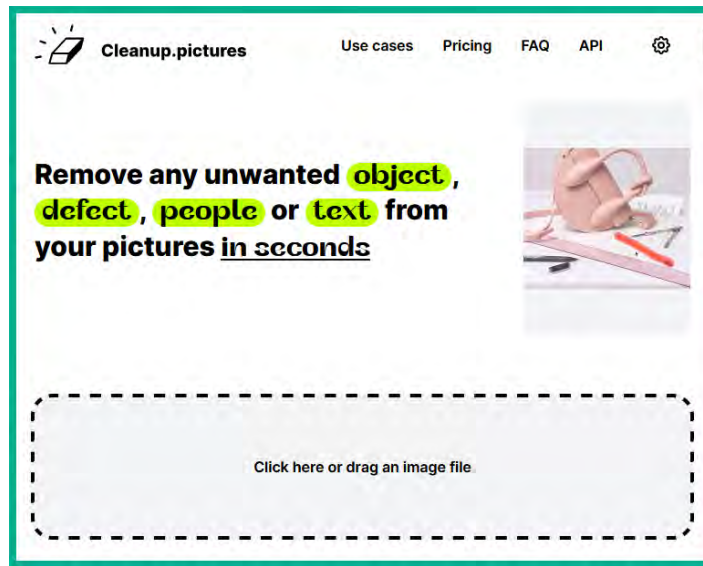 Cleanup.pictures
Use cases Pricing FAQ API
Remove any unwanted object,
defect, people or text from
your pictures in seconds
Click here or drag an image file